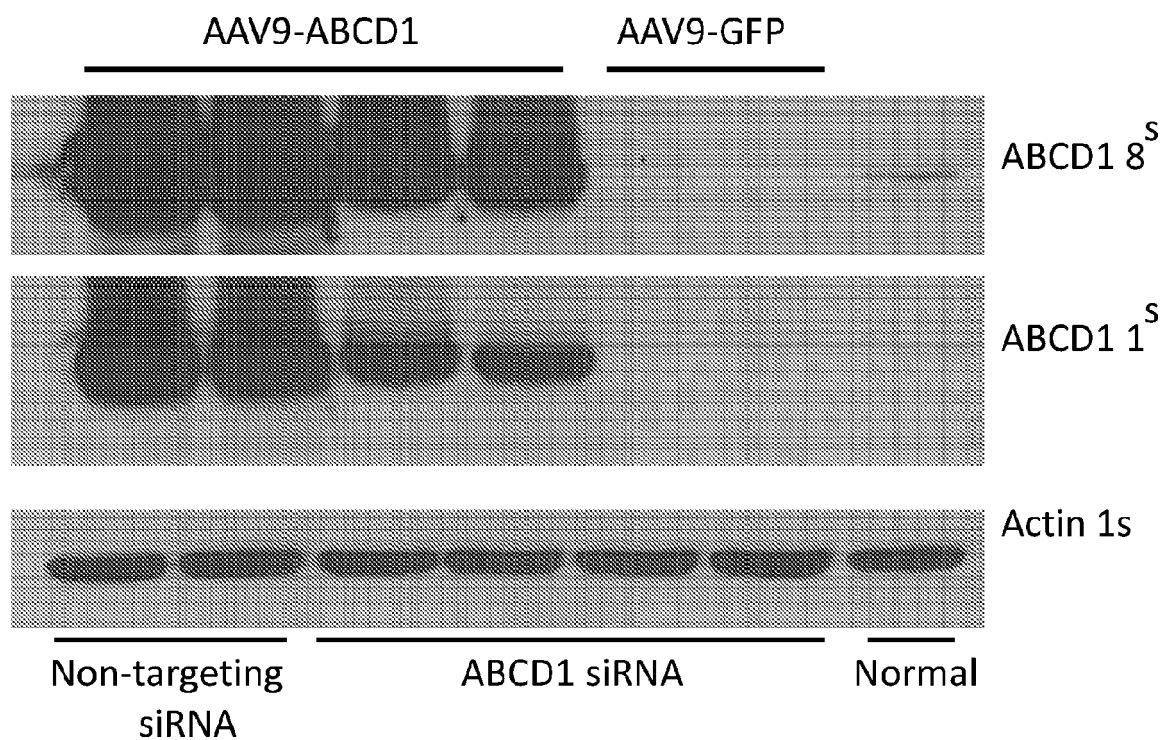 AAV9-ABCD1 AAV9-GFP
ABCD1 8s
ABCD1 1s
Actin 1s
Non-targeting siRNA
ABCD1 siRNA
Normal